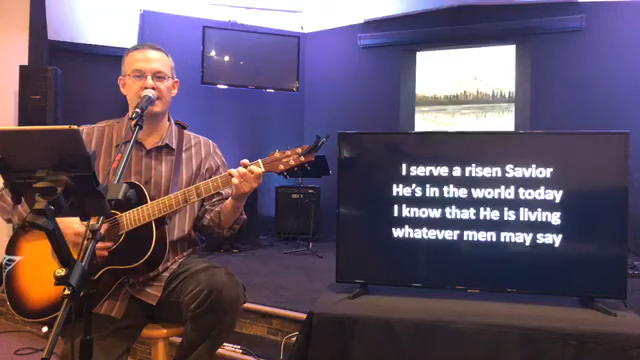 I serve a risen Savior
He's in the world today
I know that He is living
whatever men may say